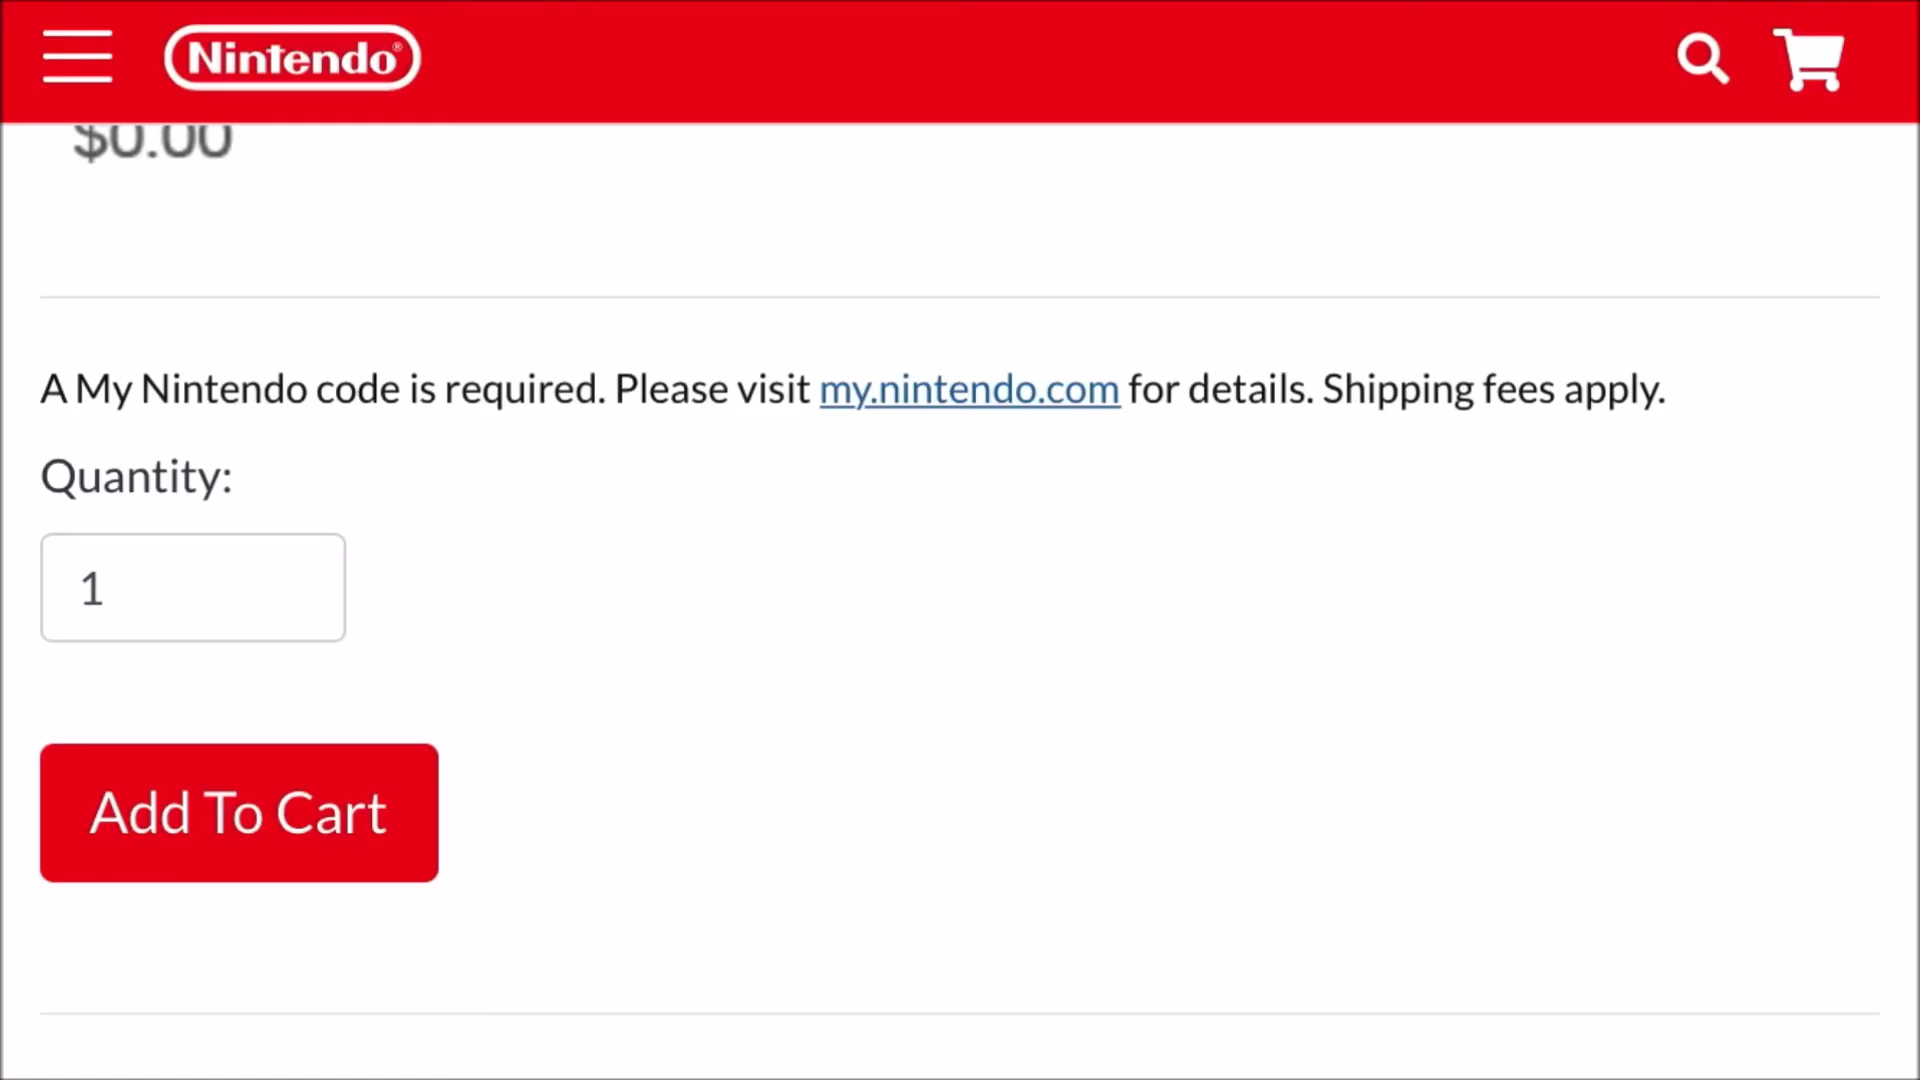 Nintendo®
$0.00
A My Nintendo code is required. Please visit my.nintendo.com for details. Shipping fees apply.
Quantity:
1
Add To Cart